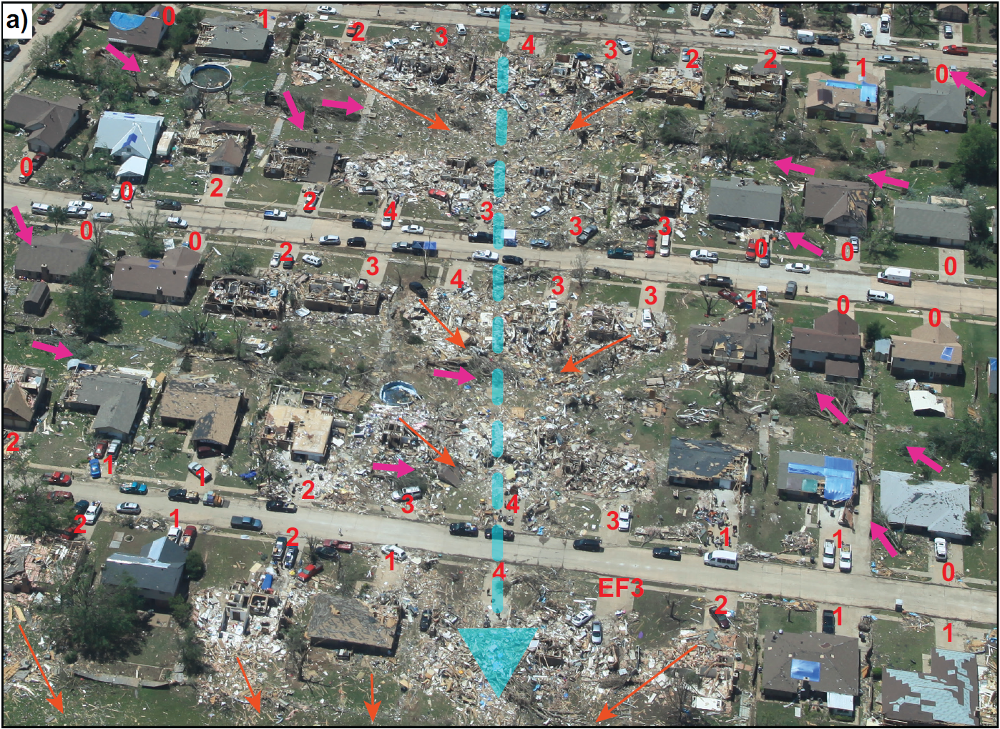 a) 0 1 2 3 4 3 2 2 1 0
0 0 2 2 4 3 3 3 0 0 0
0 0 2 3 4 3 3 1 0 0
2 1 1 2 3 4 3 1 1 0
2 1 2 1 4 EF3 2 1 1